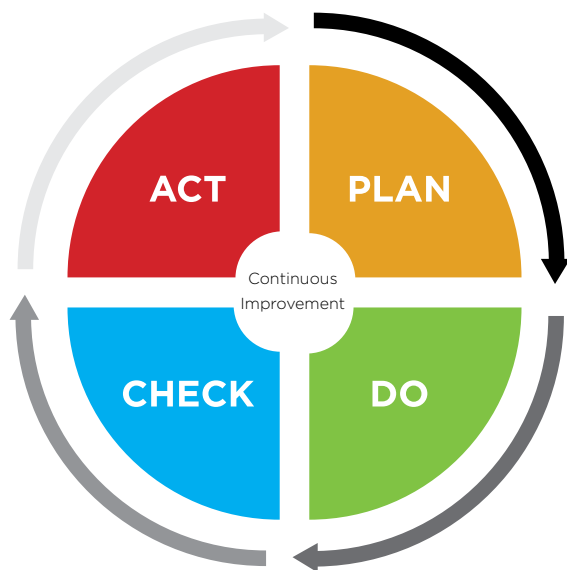 ACT
PLAN
Continuous
Improvement
CHECK
DO